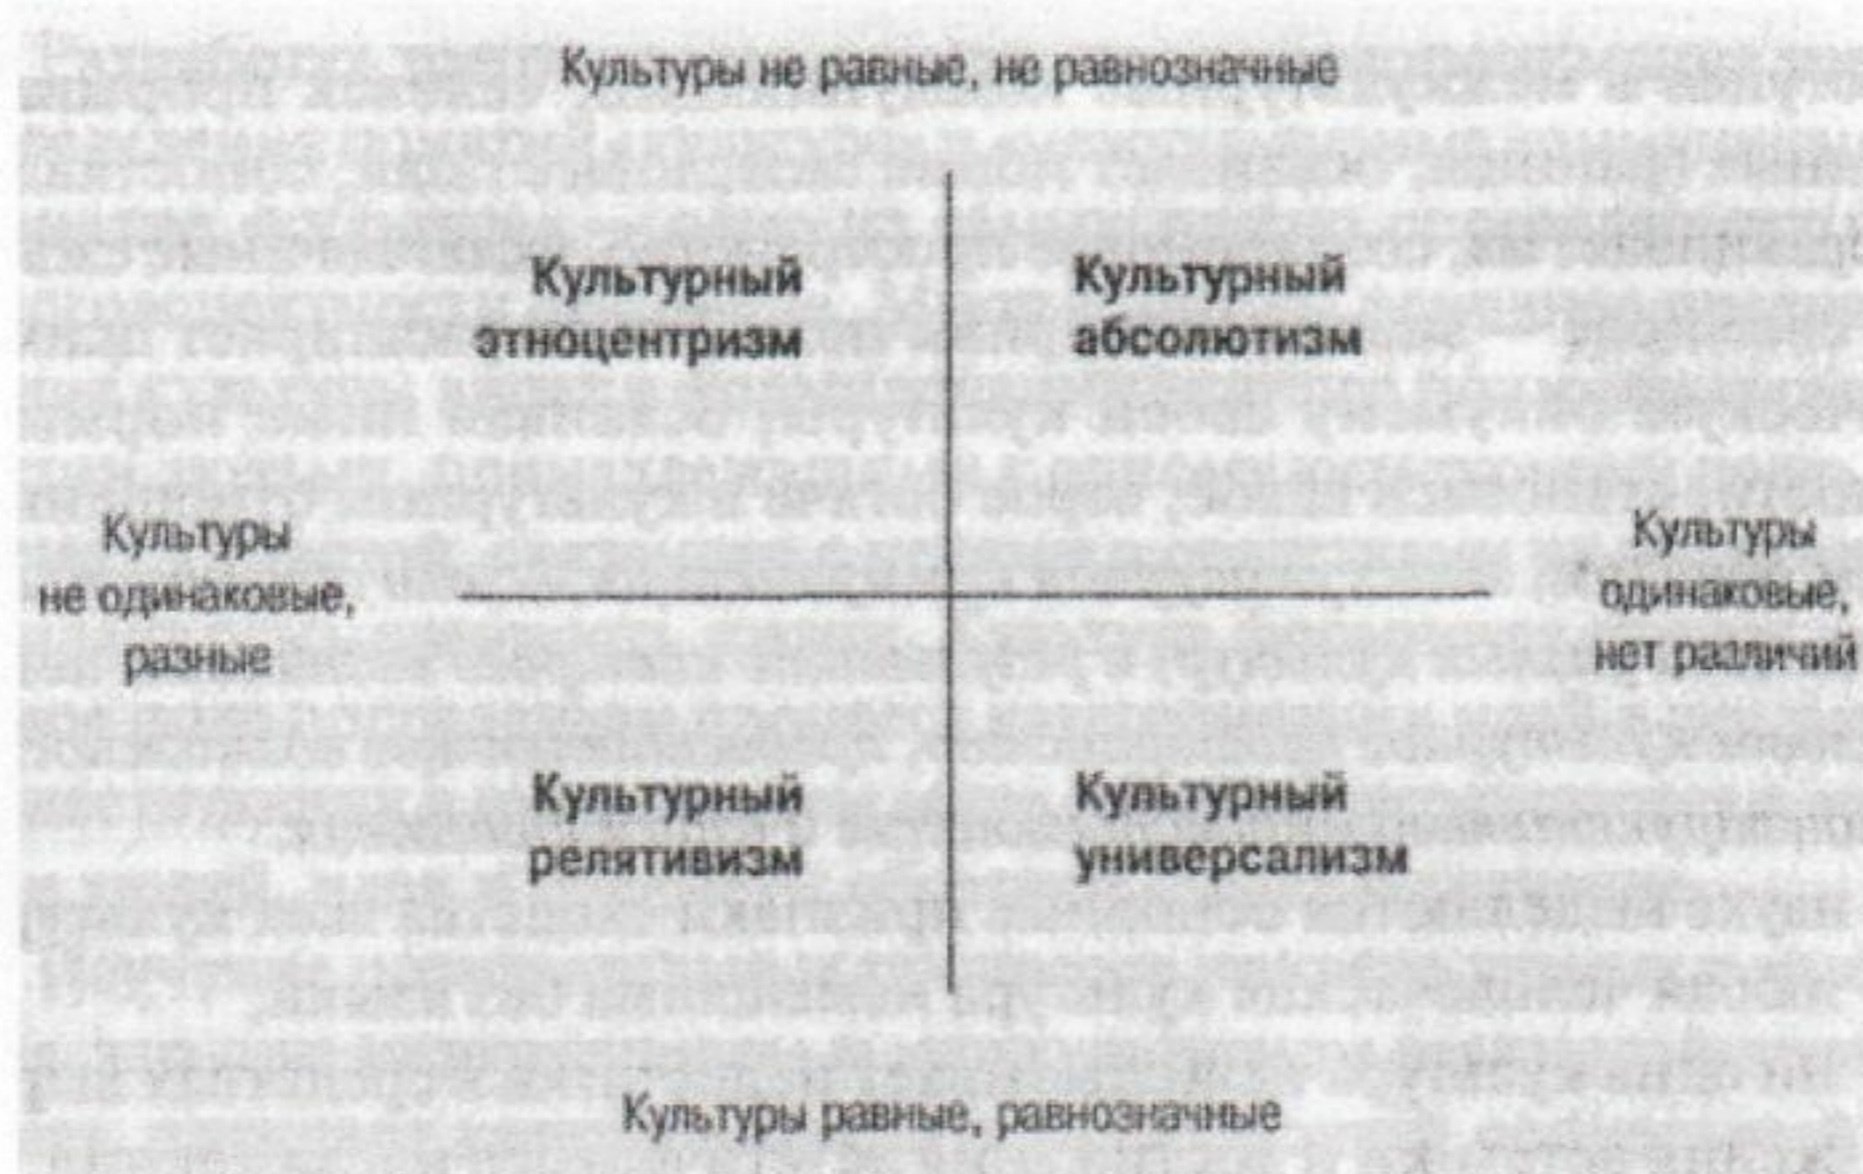 Культуры не равные, не равнозначные
Культурный
этноцентризм
Культурный
абсолютизм
Культуры
не одинаковые,
разные
Культуры
одинаковые,
нет различий
Культурный
релятивизм
Культурный
универсализм
Культуры равные, равнозначные